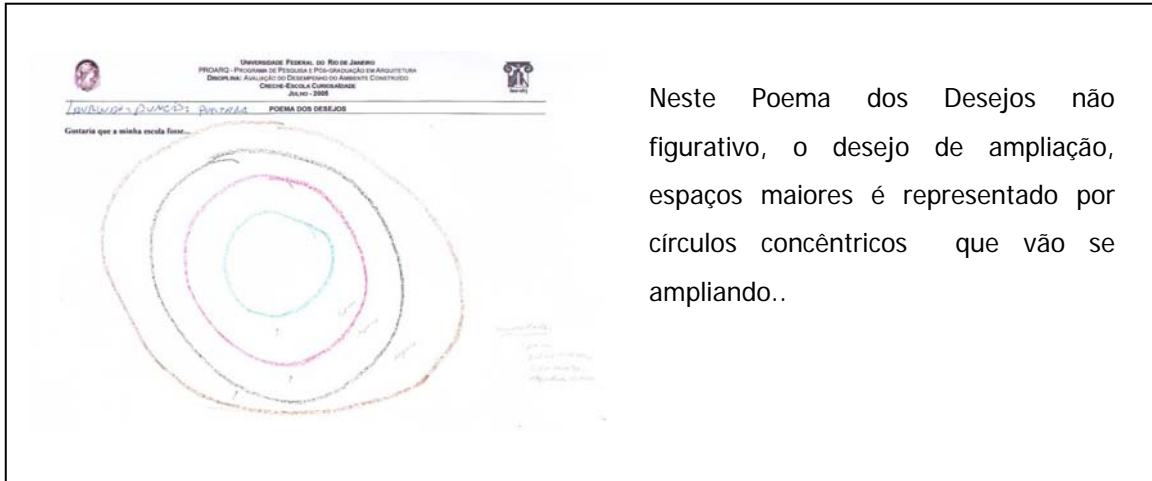 UNIVERSIDADE FEDERAL DO RIO DE JANEIRO
PROARQ - PROGRAMA DE PESQUISA E PÓS-GRADUAÇÃO EM ARQUITETURA
DISCIPLINA: AVALIAÇÃO DO DESEMPENHO DO AMBIENTE CONSTRUÍDO
CRECHE-ESCOLA CURIOSAIDADE
JULHO - 2005
POEMA DOS DESEJOS
Gostaria que a minha escola fosse...
Neste Poema dos Desejos não
figurativo, o desejo de ampliação,
espaços maiores é representado por
círculos concêntricos que vão se
ampliando..